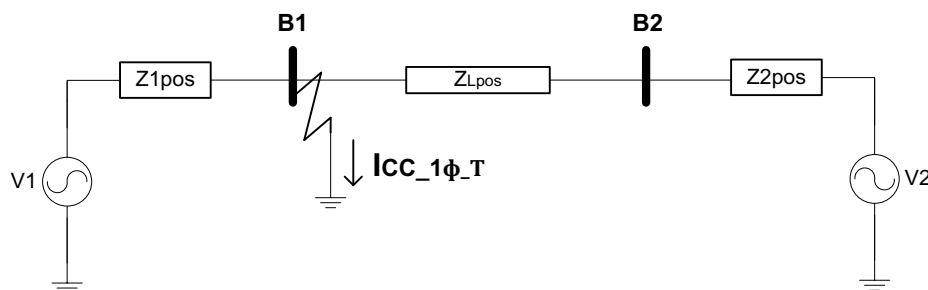 B1
B2
Z1pos
ZLpos
Z2pos
Icc_1ϕ_T
V1
V2